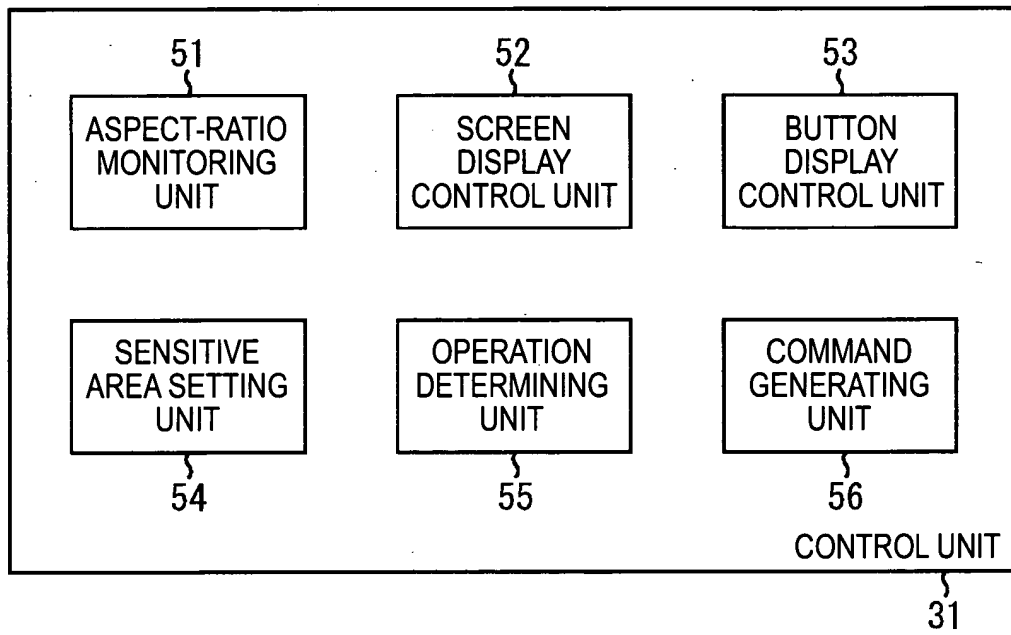 51
52
53
ASPECT-RATIO
MONITORING
UNIT
SCREEN
DISPLAY
CONTROL UNIT
BUTTON
DISPLAY
CONTROL UNIT
SENSITIVE
AREA SETTING
UNIT
OPERATION
DETERMINING
UNIT
COMMAND
GENERATING
UNIT
54
55
56
CONTROL UNIT
31